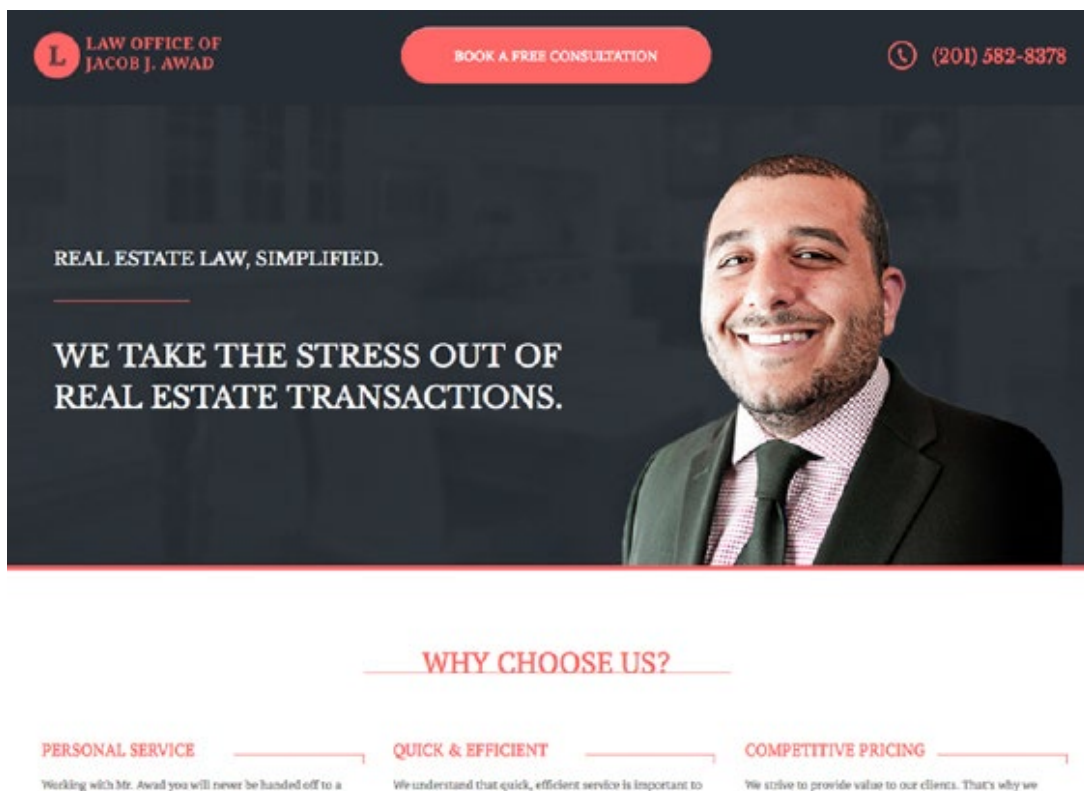 L
LAW OFFICE OF
JACOB J. AWAD
BOOK A FREE CONSULTATION
(201) 582-8378
REAL ESTATE LAW, SIMPLIFIED.
WE TAKE THE STRESS OUT OF
REAL ESTATE TRANSACTIONS.
WHY CHOOSE US?
PERSONAL SERVICE
Working with Mr. Awad you will never be handed off to a
QUICK & EFFICIENT
We understand that quick, efficient service is important to
COMPETITIVE PRICING
We strive to provide value to our clients. That's why we